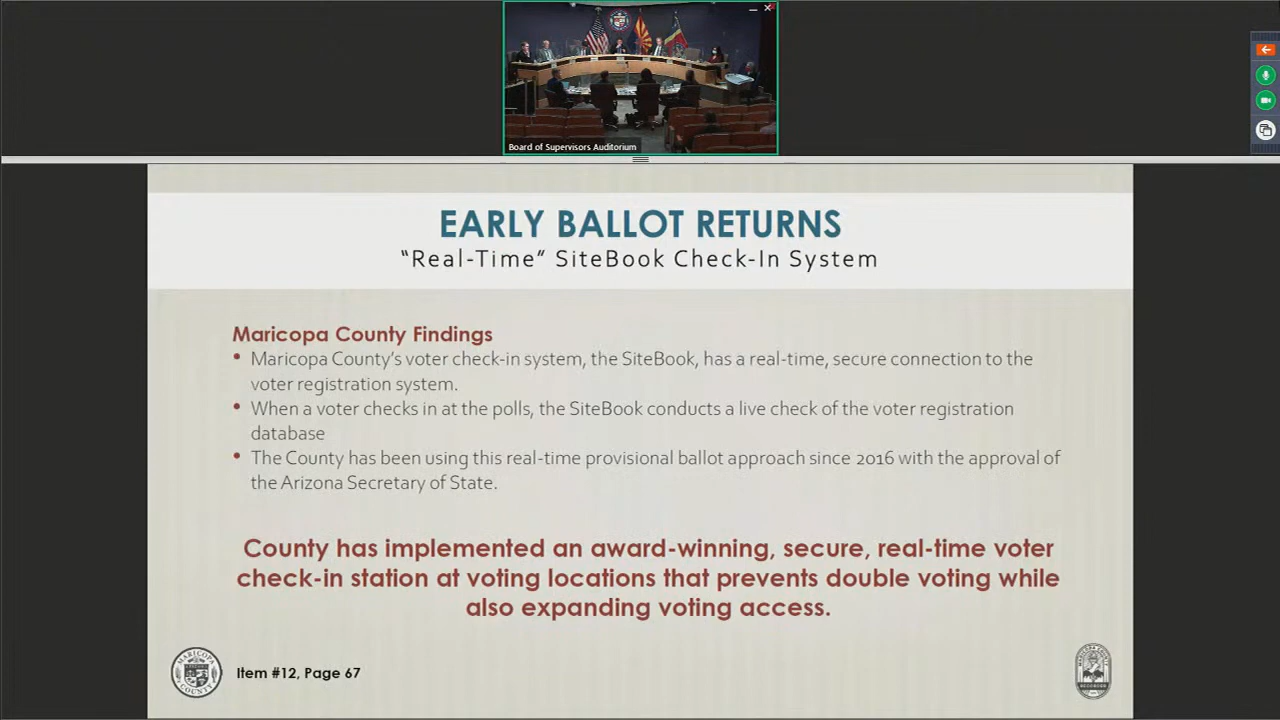 Board of Supervisors Auditorium
EARLY BALLOT RETURNS
“Real-Time” SiteBook Check-In System
Maricopa County Findings
• Maricopa County’s voter check-in system, the SiteBook, has a real-time, secure connection to the
voter registration system.
• When a voter checks in at the polls, the SiteBook conducts a live check of the voter registration
database
• The County has been using this real-time provisional ballot approach since 2016 with the approval of
the Arizona Secretary of State.
County has implemented an award-winning, secure, real-time voter
check-in station at voting locations that prevents double voting while
also expanding voting access.
MARICOPA
COUNTY
Item #12, Page 67